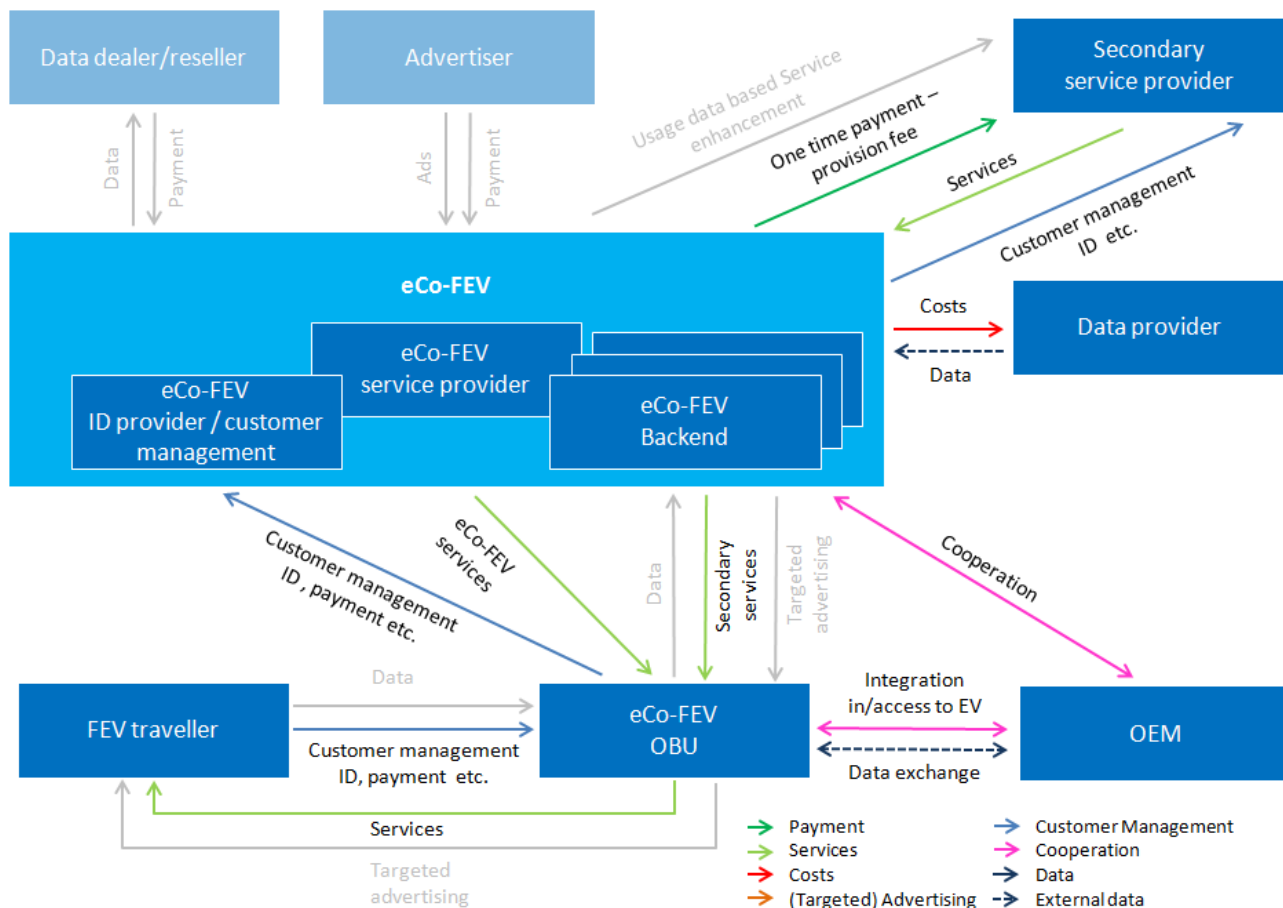 Data dealer/reseller
Advertiser
Secondary
service provider
Usage data based Service
enhancement
One time payment –
provision fee
Services
Customer management
ID etc.
Data
Payment
Ads
Payment
eCo-FEV
eCo-FEV
service provider
eCo-FEV
ID provider / customer
management
eCo-FEV
Backend
Costs
Data
Data provider
Customer management
ID , payment etc.
eCo-FEV
services
Data
Secondary
services
Targeted
advertising
Cooperation
FEV traveller
Data
Customer management
ID, payment etc.
eCo-FEV
OBU
Integration
in/access to EV
Data exchange
OEM
Services
Targeted
advertising
Payment
Services
Costs
(Targeted) Advertising
Customer Management
Cooperation
Data
External data